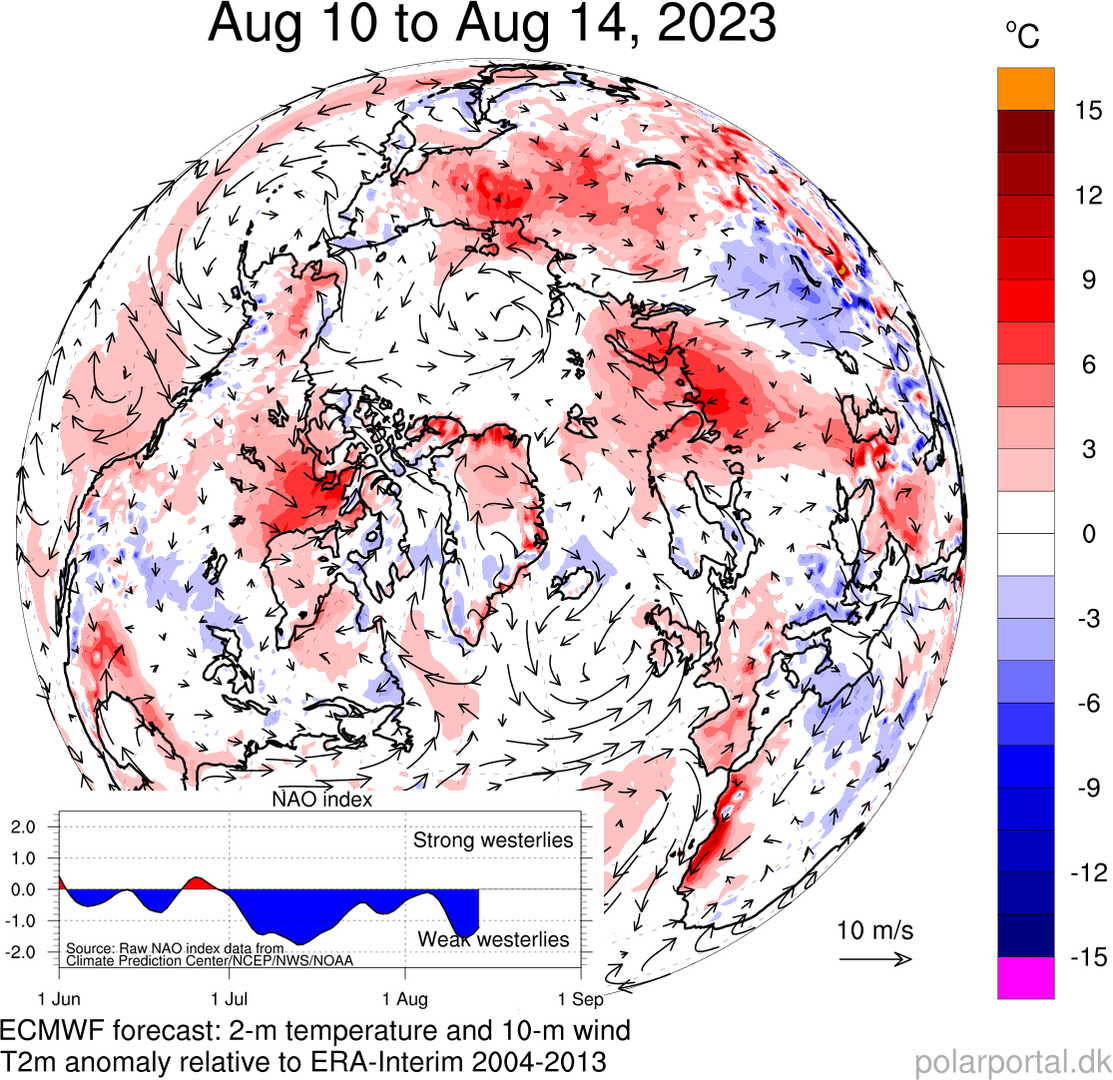 Aug 10 to Aug 14, 2023
°C
15
12
9
6
3
0
-3
-6
-9
-12
-15
10 m/s
NAO index
2.0
1.0
0.0
-1.0
-2.0
Strong westerlies
Weak westerlies
Source: Raw NAO index data from
Climate Prediction Center/NCEP/NWS/NOAA
1 Jun
1 Jul
1 Aug
1 Sep
ECMWF forecast: 2-m temperature and 10-m wind
T2m anomaly relative to ERA-Interim 2004-2013
polarportal.dk